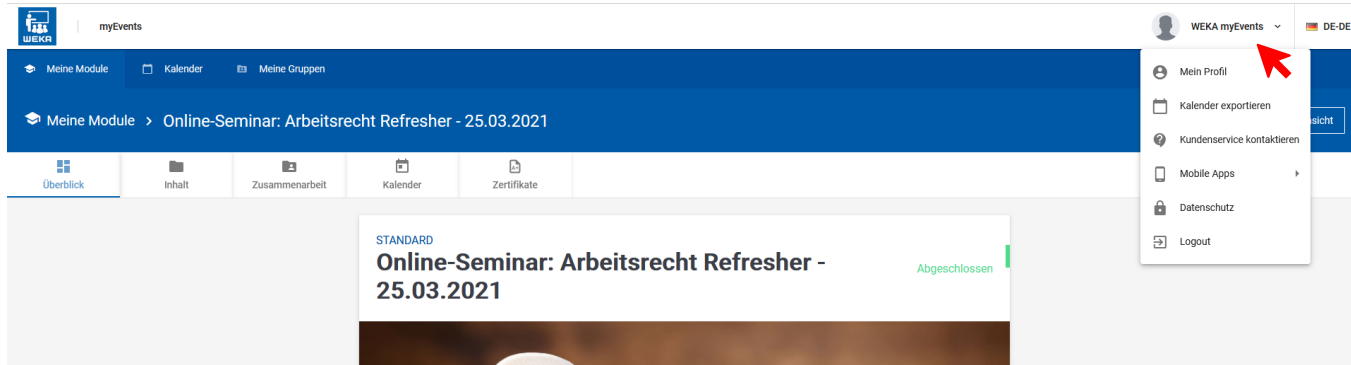 WEKA
myEvents
WEKA myEvents
DE-DE
Meine Module
Kalender
Meine Gruppen
Meine Module > Online-Seminar: Arbeitsrecht Refresher - 25.03.2021
sicht
Überblick
Inhalt
Zusammenarbeit
Kalender
Zertifikate
Mein Profil
Kalender exportieren
Kundenservice kontaktieren
Mobile Apps
Datenschutz
Logout
STANDARD
Online-Seminar: Arbeitsrecht Refresher -
25.03.2021
Abgeschlossen